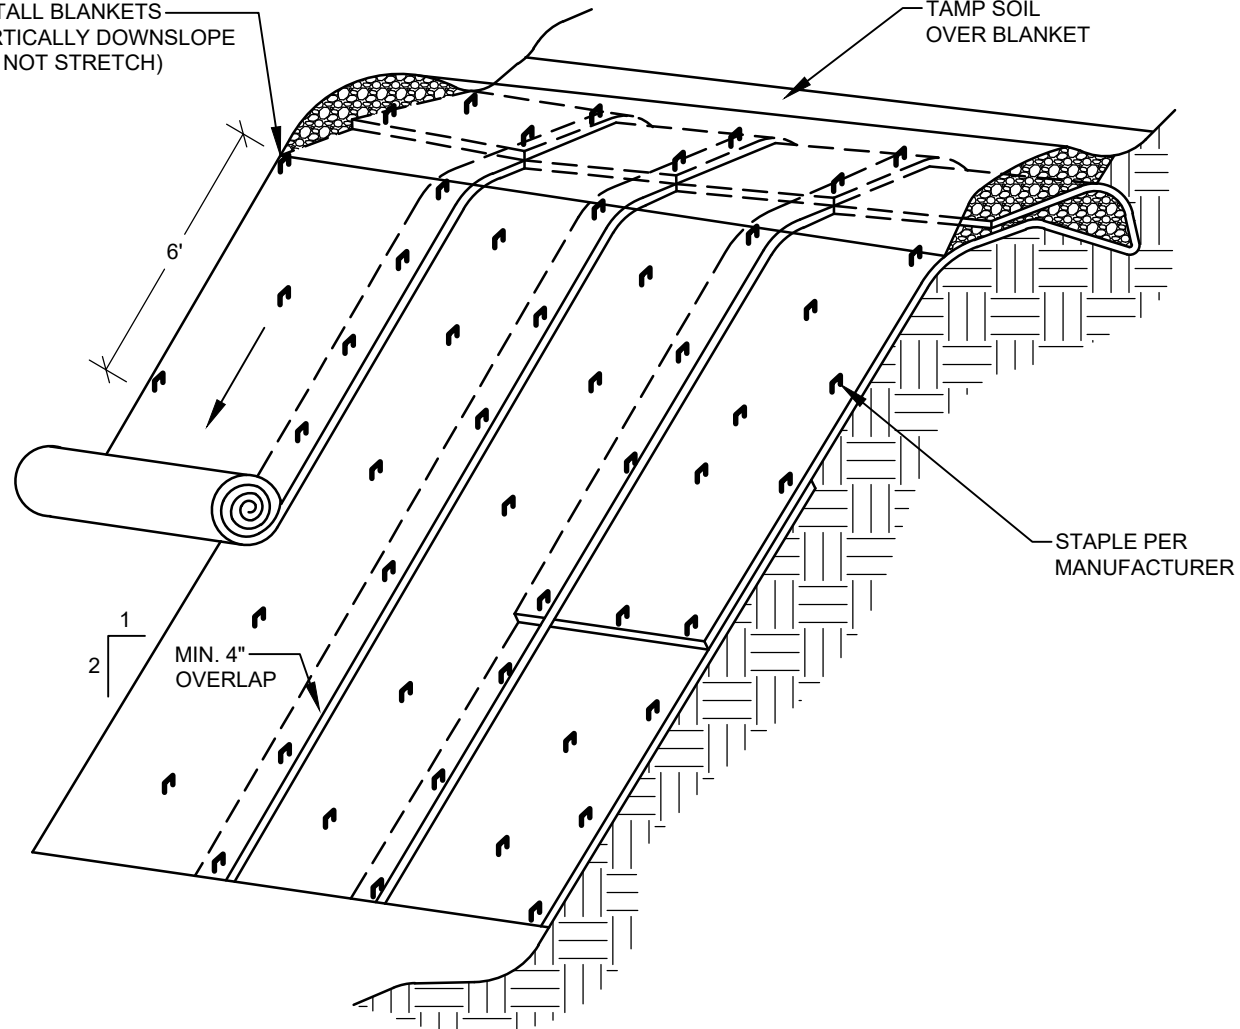 TALL BLANKETS
RTICALLY DOWNSLOPE
NOT STRETCH)
TAMP SOIL
OVER BLANKET
6'
STAPLE PER
MANUFACTURER
1
2
MIN. 4"
OVERLAP